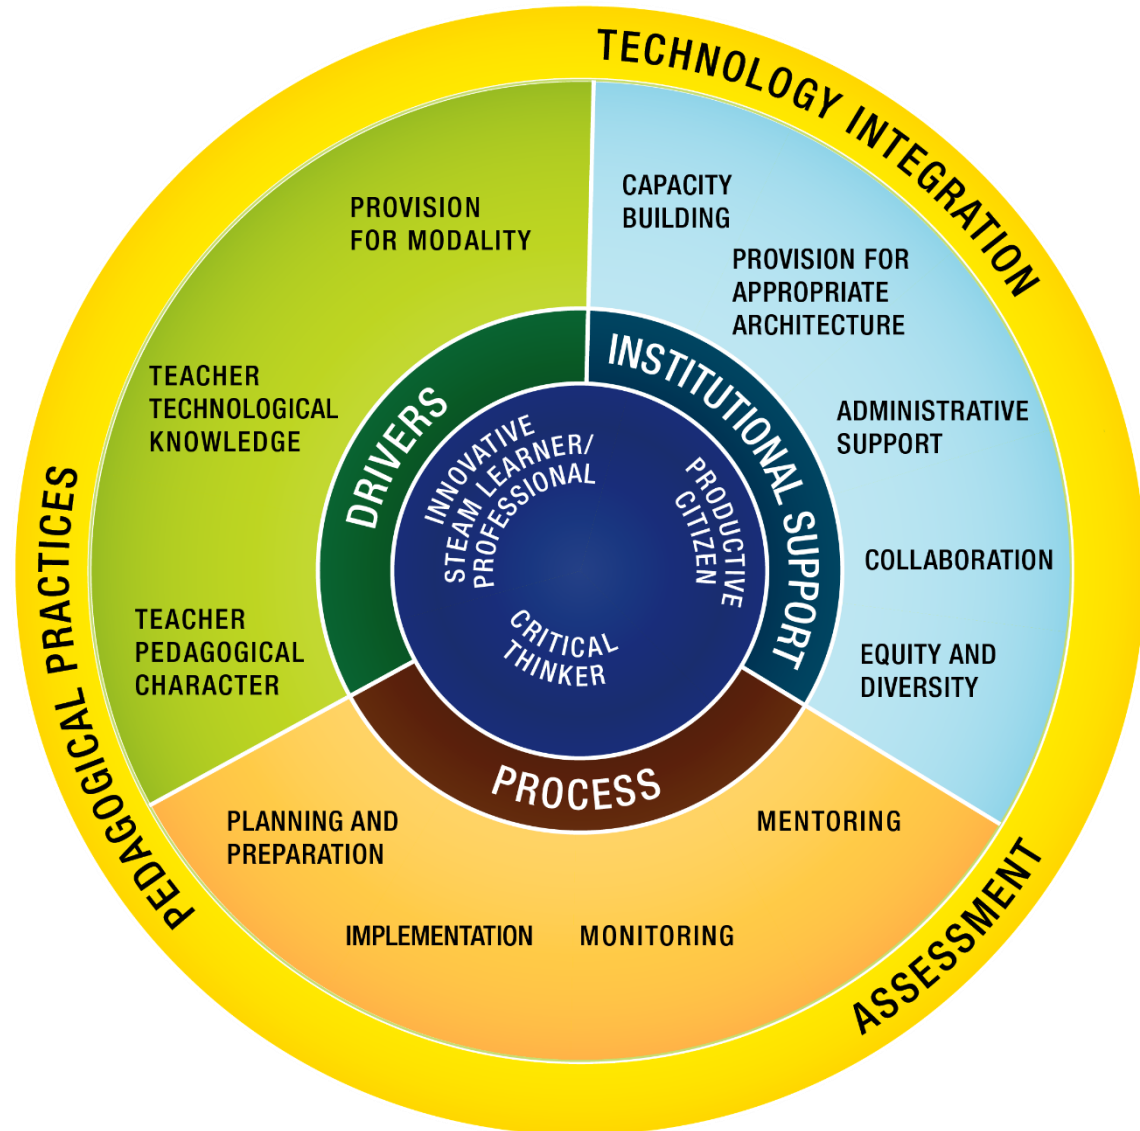 TECHNOLOGY INTEGRATION
PEDAGOGICAL PRACTICES
ASSESSMENT
PROVISION
FOR MODALITY
TEACHER
TECHNOLOGICAL
KNOWLEDGE
TEACHER
PEDAGOGICAL
CHARACTER
CAPACITY
BUILDING
PROVISION FOR
APPROPRIATE
ARCHITECTURE
ADMINISTRATIVE
SUPPORT
COLLABORATION
EQUITY AND
DIVERSITY
PLANNING AND
PREPARATION
IMPLEMENTATION
MONITORING
MENTORING
DRIVERS
INSTITUTIONAL SUPPORT
PROCESS
INNOVATIVE
STEAM LEARNER/
PROFESSIONAL
PRODUCTIVE
CITIZEN
CRITICAL
THINKER